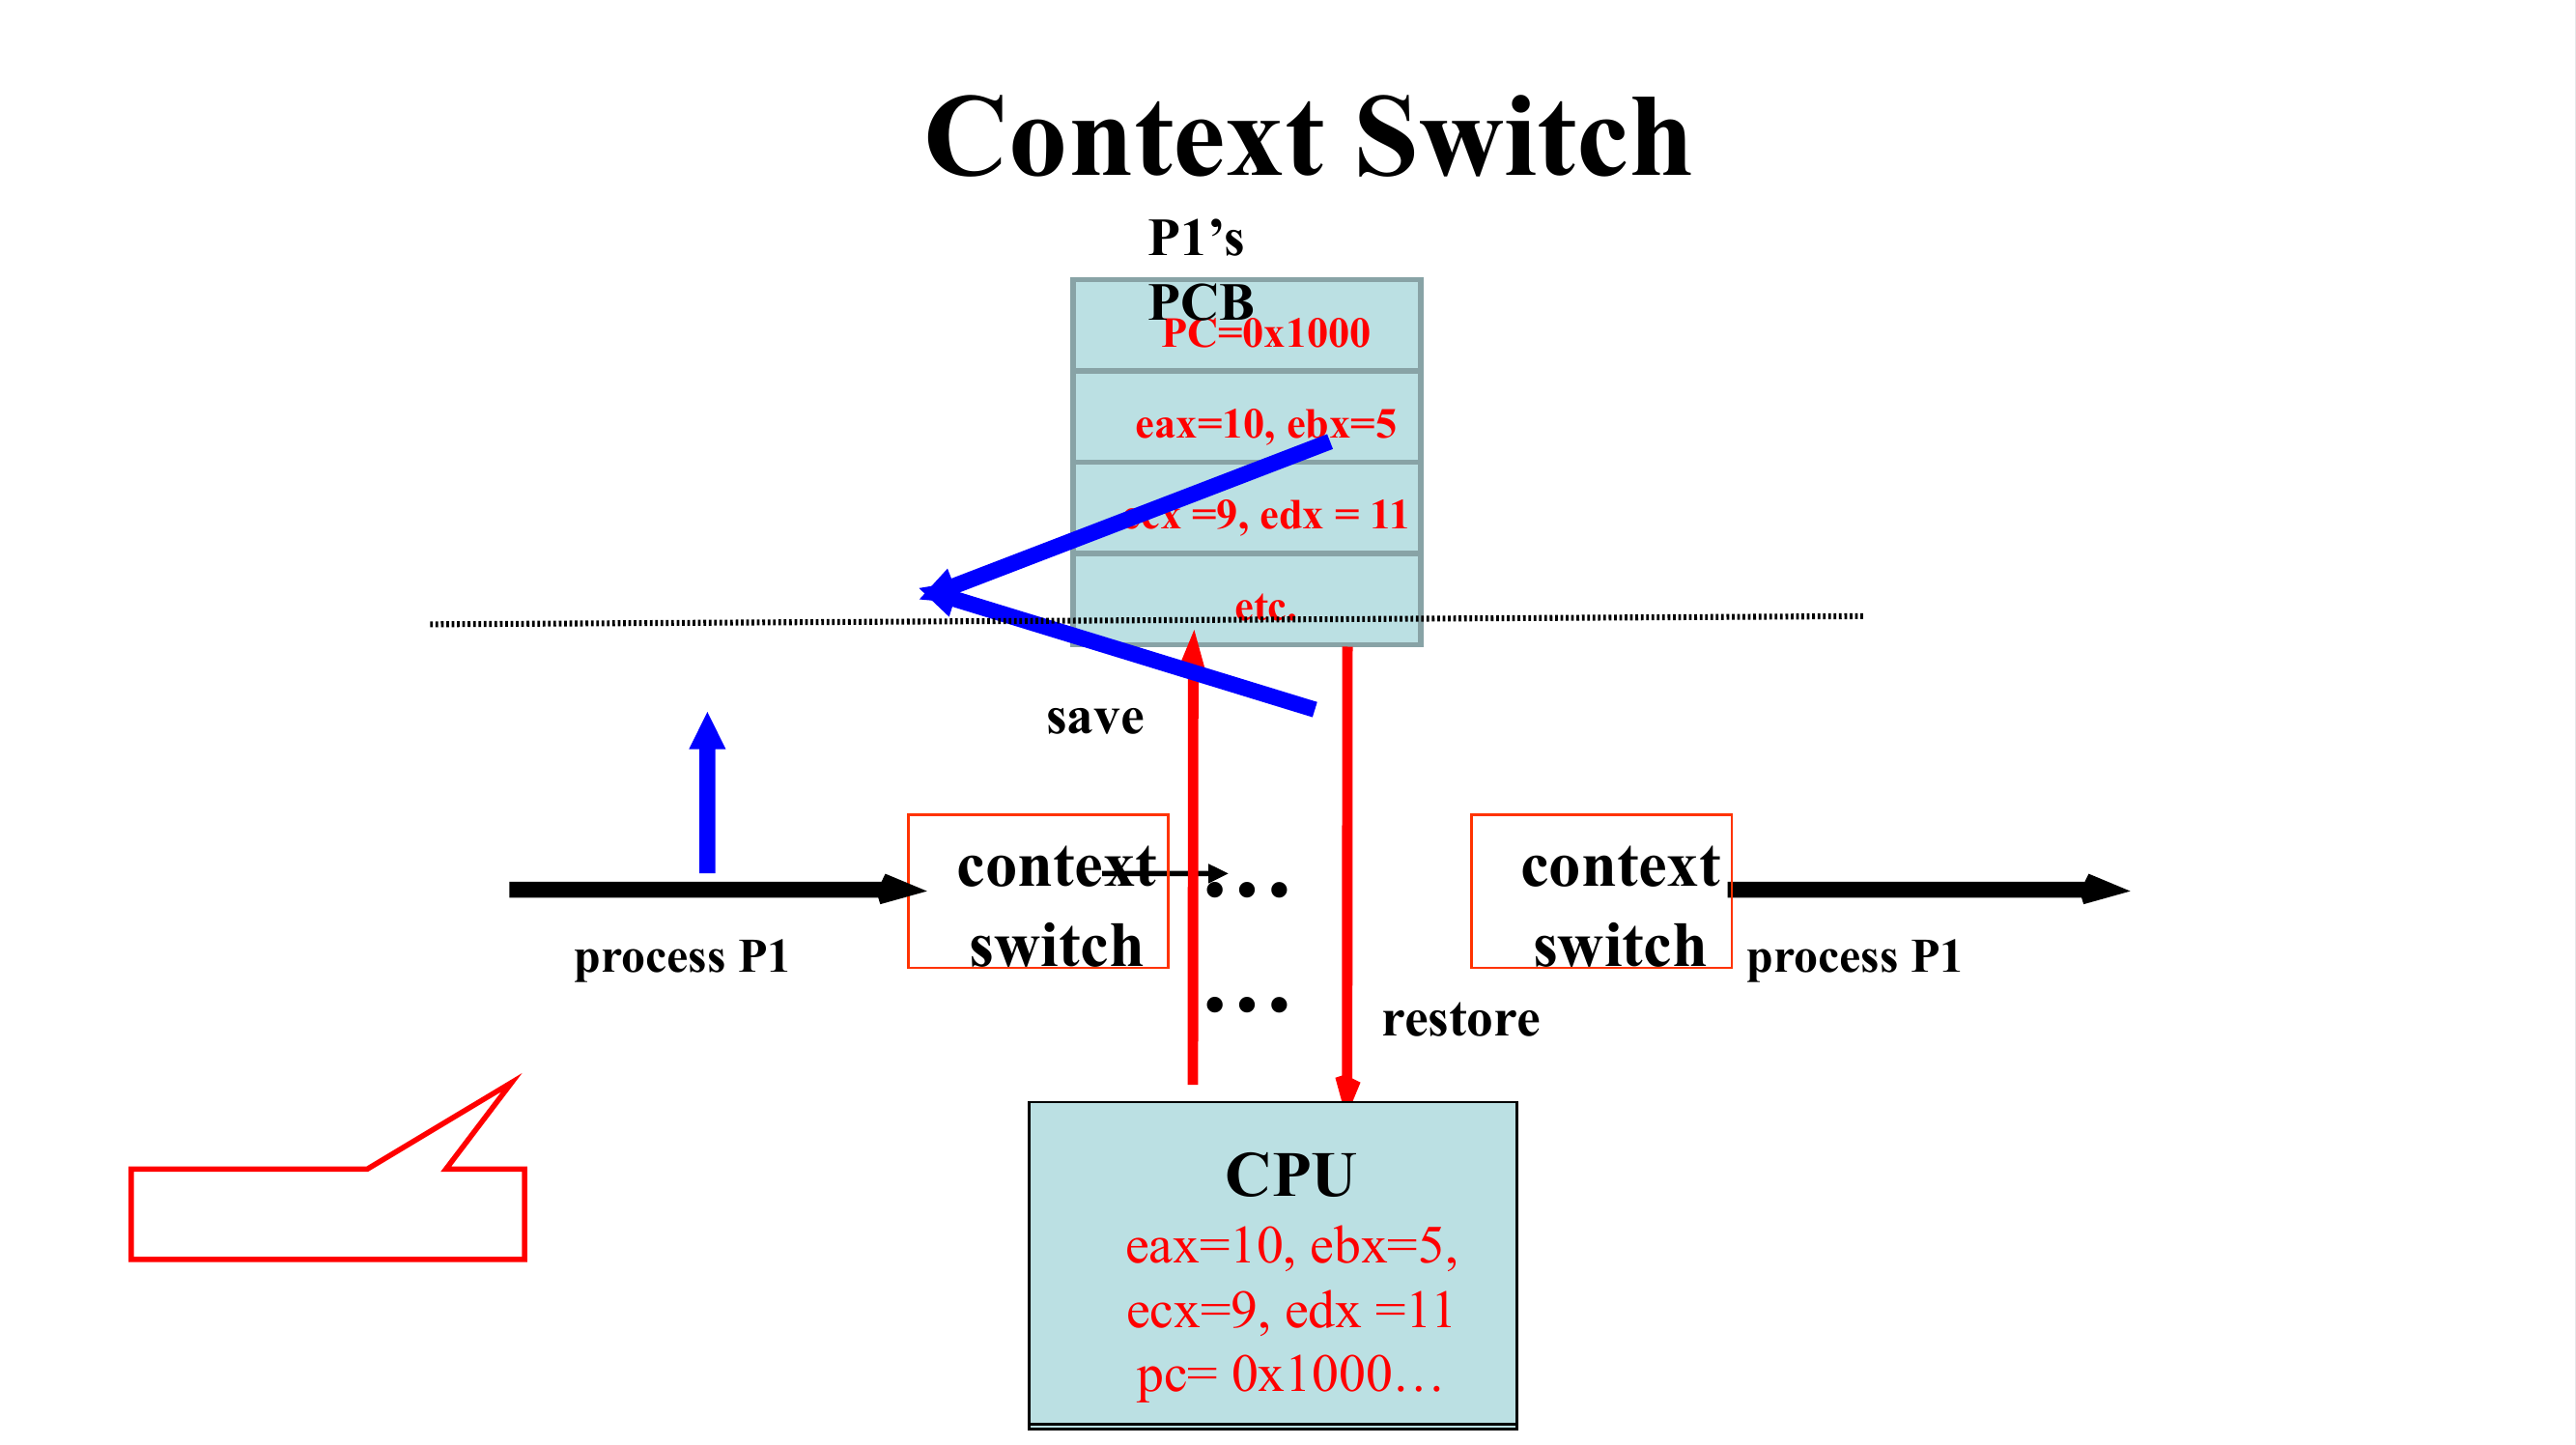 Context Switch
P1’s
PCB
PC=0x1000
eax=10, ebx=5
ecx =9, edx = 11
etc.
save
context
switch
...
context
switch
process P1
process P1
...
restore
CPU
eax=10, ebx=5,
ecx=9, edx =11
pc= 0x1000…